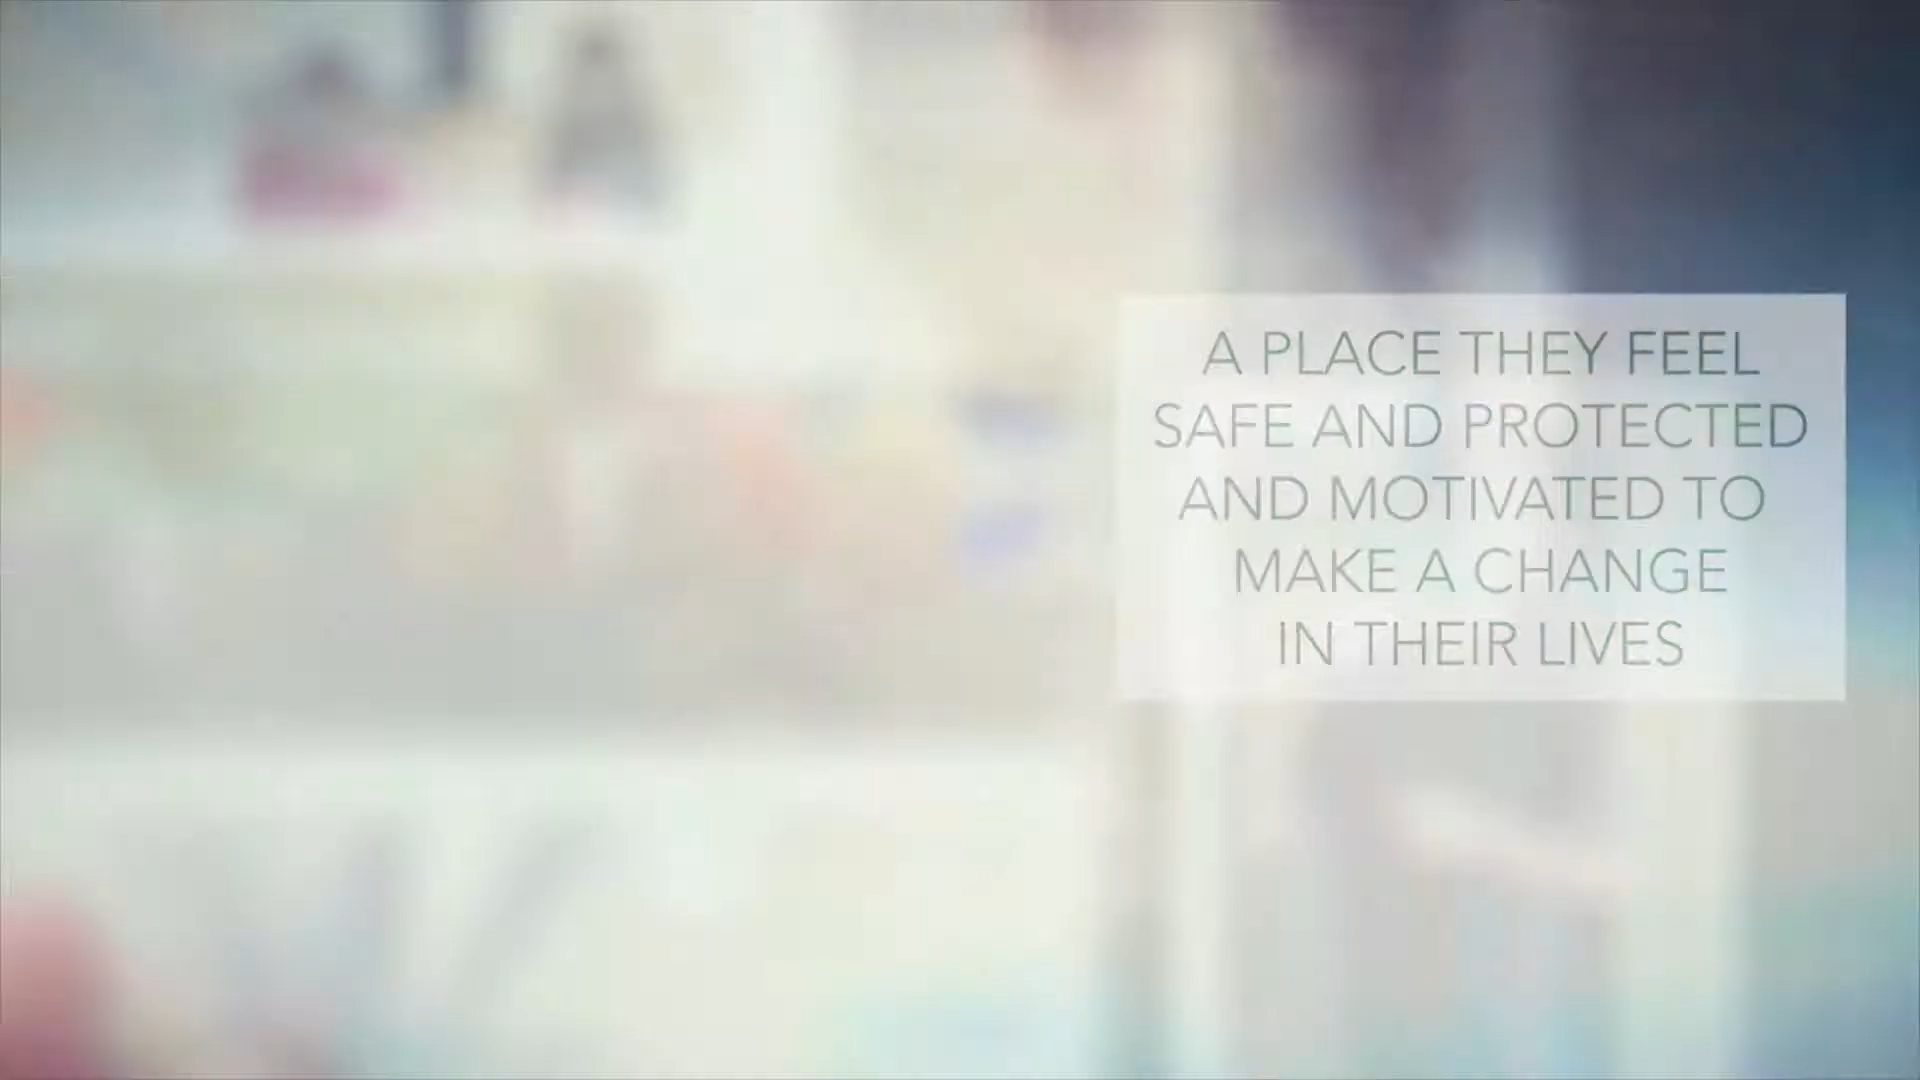 A PLACE THEY FEEL
SAFE AND PROTECTED
AND MOTIVATED TO
MAKE A CHANGE
IN THEIR LIVES